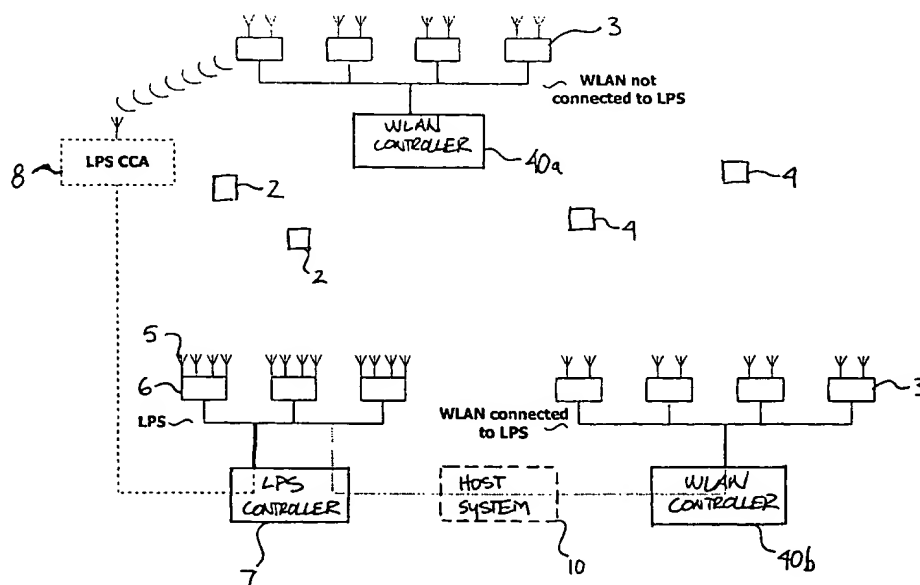 3
WLAN not
connected to LPS
WLAN
CONTROLLER
40a
LPS CCA
8
2
4
4
2
5
6
LPS
WLAN connected
to LPS
3
LPS
CONTROLLER
HOST
SYSTEM
WLAN
CONTROLLER
7
10
40b